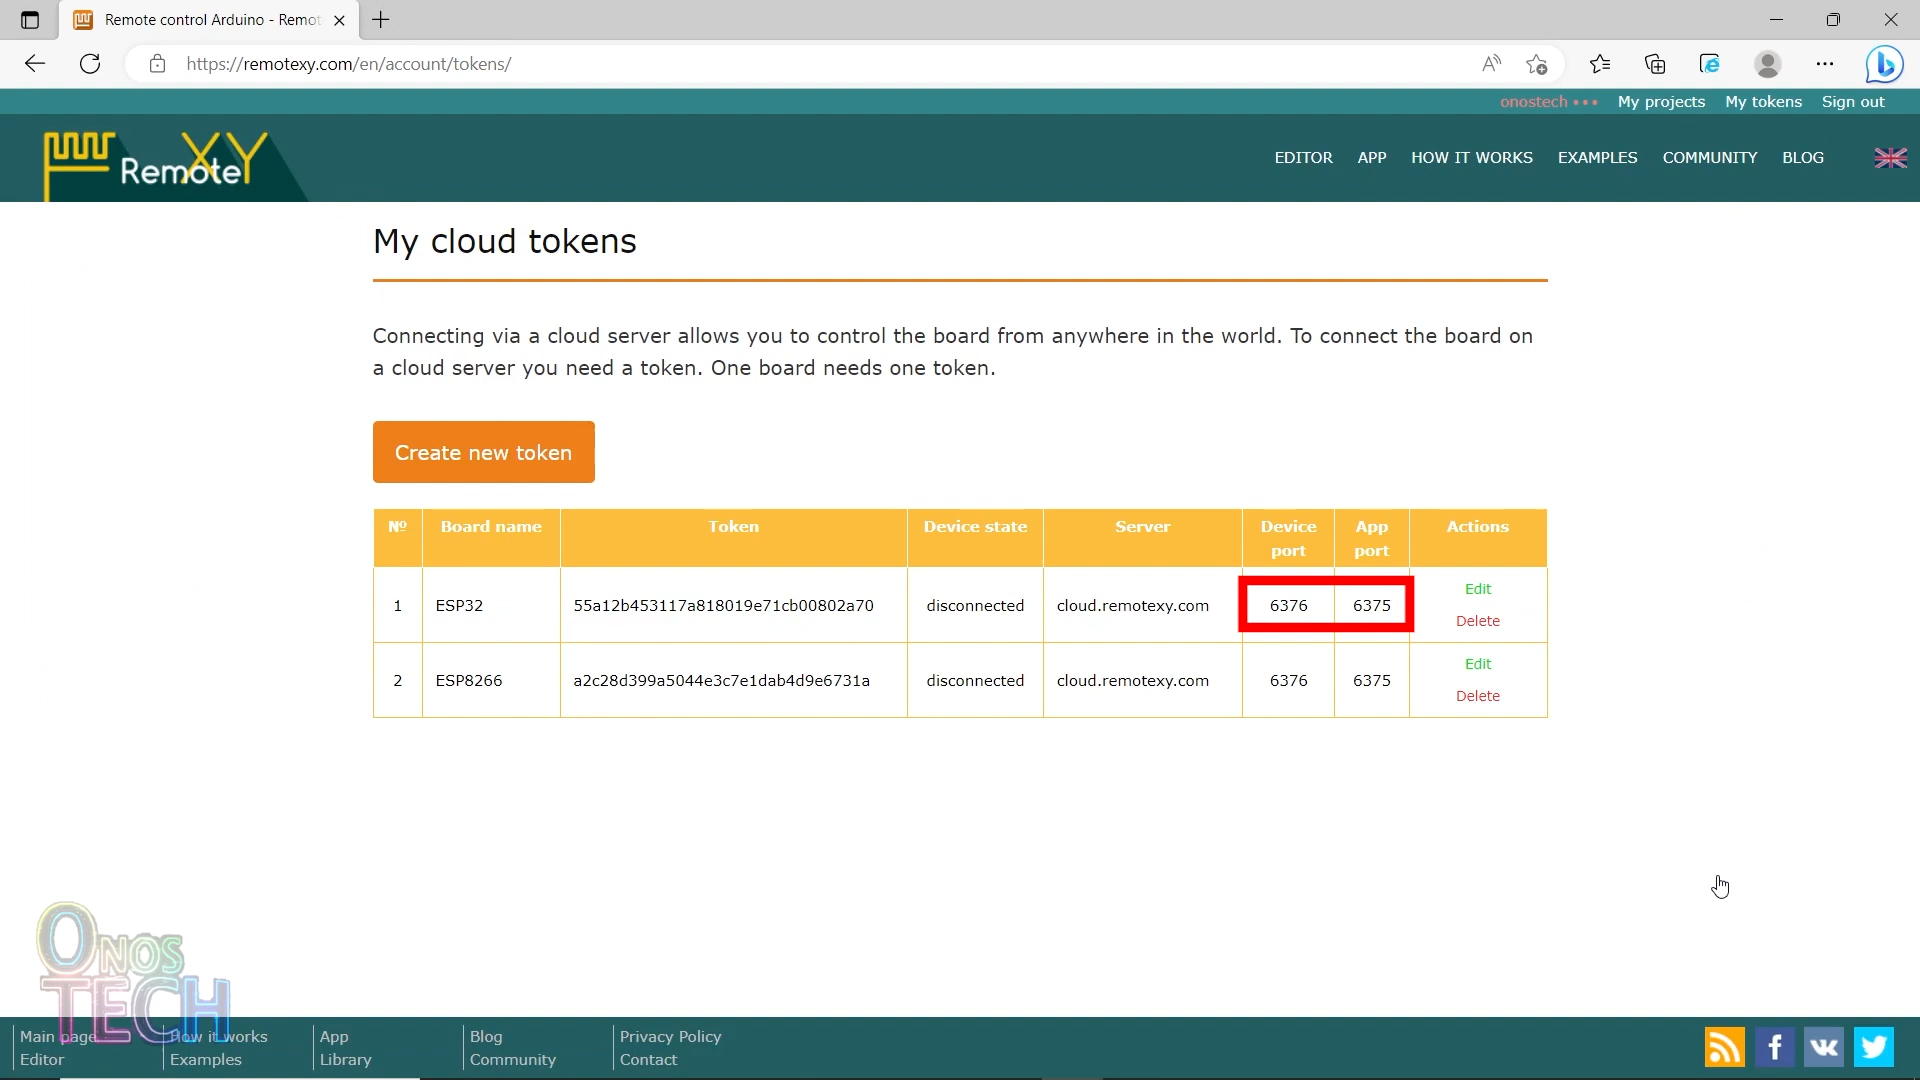 Remote control Arduino - Remot
https://remotexy.com/en/account/tokens/
onostech My projects My tokens Sign out
RemoteXY
EDITOR APP HOW IT WORKS EXAMPLES COMMUNITY BLOG
My cloud tokens
Connecting via a cloud server allows you to control the board from anywhere in the world. To connect the board on
a cloud server you need a token. One board needs one token.
Create new token
№ Board name Token Device state Server Device port App port Actions
1 ESP32 55a12b453117a818019e71cb00802a70 disconnected cloud.remotexy.com 6376 6375 Edit Delete
2 ESP8266 a2c28d399a5044e3c7e1dab4d9e6731a disconnected cloud.remotexy.com 6376 6375 Edit Delete
ONOS
TECH
Main page How it works App Blog Privacy Policy
Editor Examples Library Community Contact